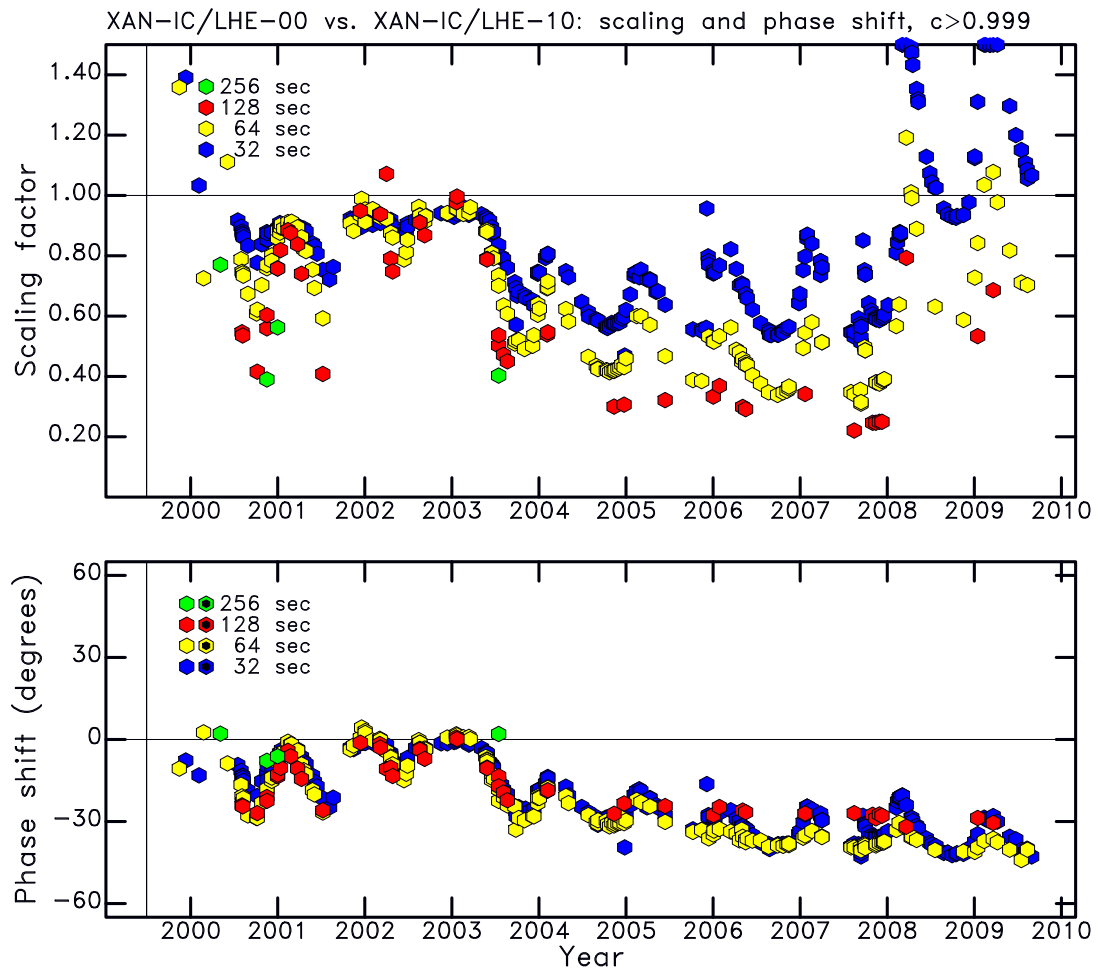 XAN-IC/LHE-00 vs. XAN-IC/LHE-10: scaling and phase shift, c>0.999
Scaling factor
1.40
1.20
1.00
0.80
0.60
0.40
0.20
256 sec
128 sec
64 sec
32 sec
2000 2001 2002 2003 2004 2005 2006 2007 2008 2009 2010
Phase shift (degrees)
60
30
0
-30
-60
256 sec
128 sec
64 sec
32 sec
2000 2001 2002 2003 2004 2005 2006 2007 2008 2009 2010
Year